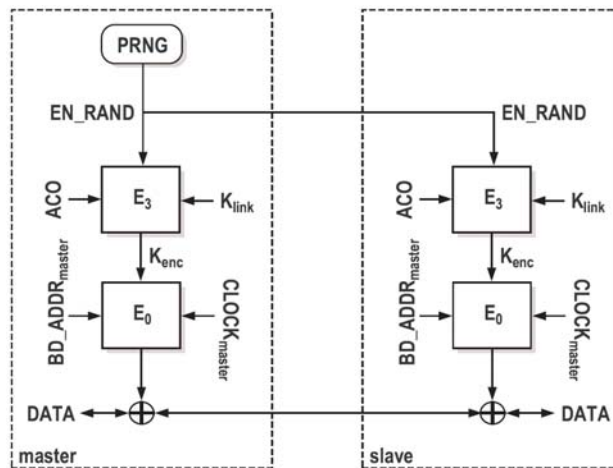 PRNG
EN_RAND
EN_RAND
E3
ACO
Klink
E3
ACO
Klink
Kenc
Kenc
BD_ADDRmaster
E0
CLOCKmaster
BD_ADDRmaster
E0
CLOCKmaster
DATA
DATA
master
slave